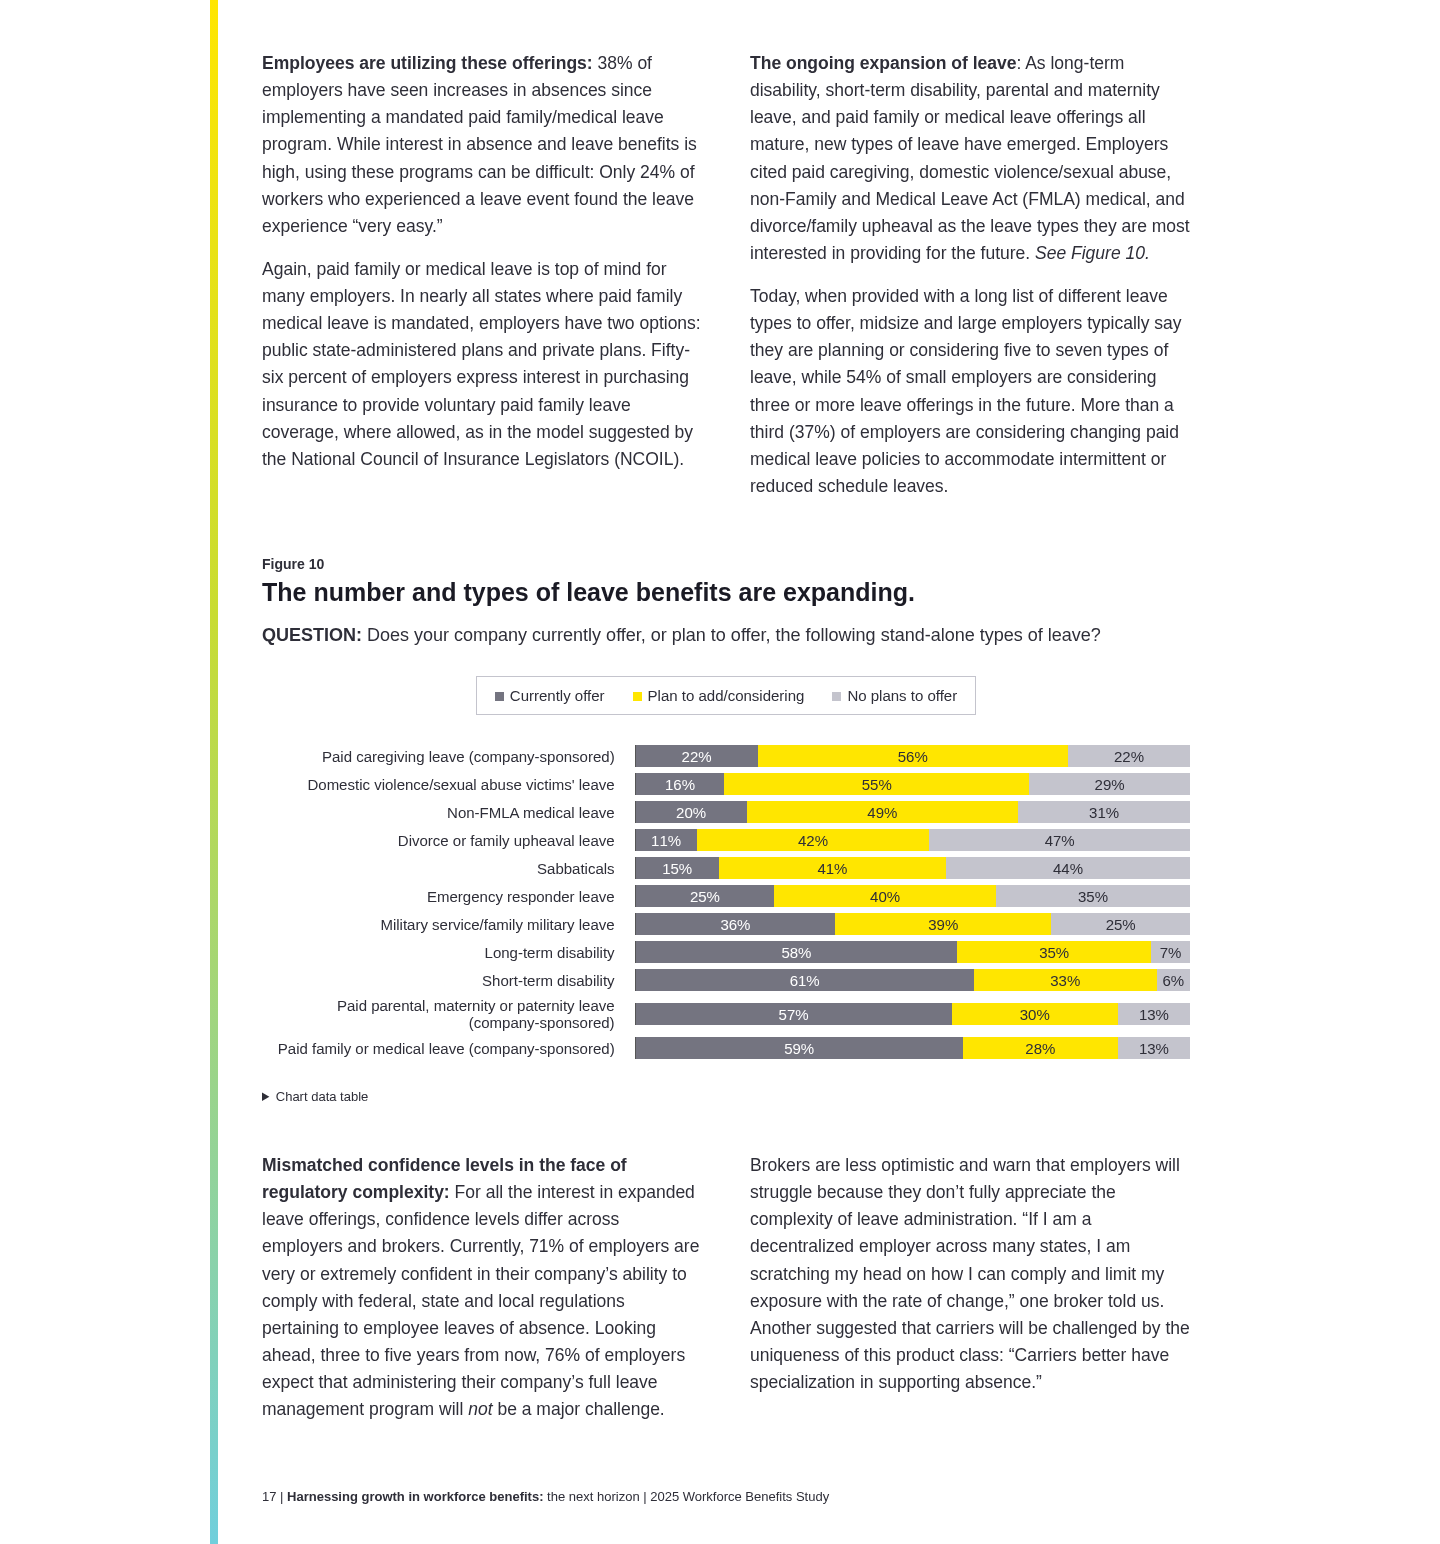 Employees are utilizing these offerings: 38% of
employers have seen increases in absences since
implementing a mandated paid family/medical leave
program. While interest in absence and leave benefits is
high, using these programs can be difficult: Only 24% of
workers who experienced a leave event found the leave
experience “very easy.”
Again, paid family or medical leave is top of mind for
many employers. In nearly all states where paid family
medical leave is mandated, employers have two options:
public state-administered plans and private plans. Fifty-
six percent of employers express interest in purchasing
insurance to provide voluntary paid family leave
coverage, where allowed, as in the model suggested by
the National Council of Insurance Legislators (NCOIL).
The ongoing expansion of leave: As long-term
disability, short-term disability, parental and maternity
leave, and paid family or medical leave offerings all
mature, new types of leave have emerged. Employers
cited paid caregiving, domestic violence/sexual abuse,
non-Family and Medical Leave Act (FMLA) medical, and
divorce/family upheaval as the leave types they are most
interested in providing for the future. See Figure 10.
Today, when provided with a long list of different leave
types to offer, midsize and large employers typically say
they are planning or considering five to seven types of
leave, while 54% of small employers are considering
three or more leave offerings in the future. More than a
third (37%) of employers are considering changing paid
medical leave policies to accommodate intermittent or
reduced schedule leaves.
Figure 10
The number and types of leave benefits are expanding.
QUESTION: Does your company currently offer, or plan to offer, the following stand-alone types of leave?
Currently offer Plan to add/considering No plans to offer
Paid caregiving leave (company-sponsored) 22% 56% 22%
Domestic violence/sexual abuse victims' leave 16% 55% 29%
Non-FMLA medical leave 20% 49% 31%
Divorce or family upheaval leave 11% 42% 47%
Sabbaticals 15% 41% 44%
Emergency responder leave 25% 40% 35%
Military service/family military leave 36% 39% 25%
Long-term disability 58% 35% 7%
Short-term disability 61% 33% 6%
Paid parental, maternity or paternity leave
(company-sponsored) 57% 30% 13%
Paid family or medical leave (company-sponsored) 59% 28% 13%
Chart data table
Mismatched confidence levels in the face of
regulatory complexity: For all the interest in expanded
leave offerings, confidence levels differ across
employers and brokers. Currently, 71% of employers are
very or extremely confident in their company’s ability to
comply with federal, state and local regulations
pertaining to employee leaves of absence. Looking
ahead, three to five years from now, 76% of employers
expect that administering their company’s full leave
management program will not be a major challenge.
Brokers are less optimistic and warn that employers will
struggle because they don’t fully appreciate the
complexity of leave administration. “If I am a
decentralized employer across many states, I am
scratching my head on how I can comply and limit my
exposure with the rate of change,” one broker told us.
Another suggested that carriers will be challenged by the
uniqueness of this product class: “Carriers better have
specialization in supporting absence.”
17 | Harnessing growth in workforce benefits: the next horizon | 2025 Workforce Benefits Study